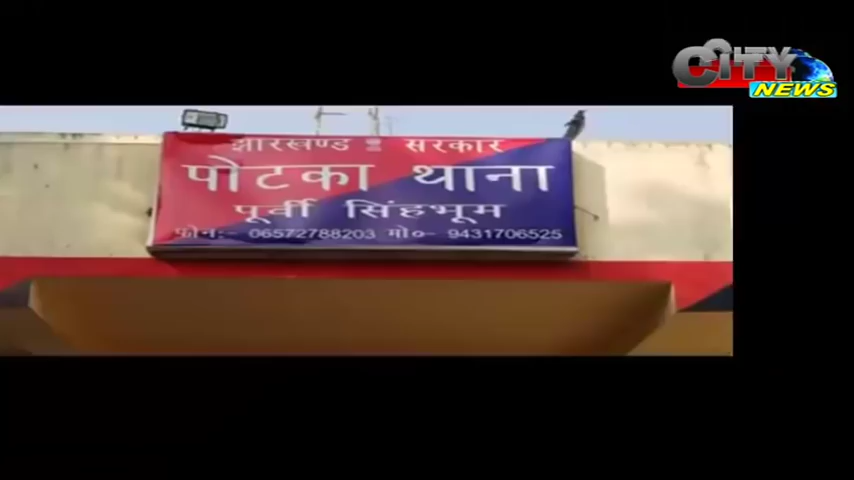 CITY
NEWS
झारखण्ड सरकार
पोटका थाना
पूर्वी सिंहभूम
फोन:- 06572788203 मो०- 9431706525